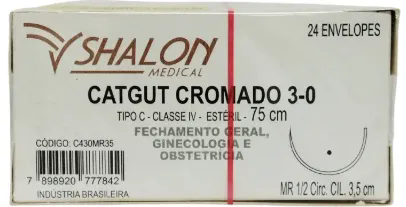 SHALON
MEDICAL
24 ENVELOPES
CATGUT CROMADO 3-0
TIPO C - CLASSE IV - ESTÉRIL - 75 cm
FECHAMENTO GERAL,
GINECOLOGIA E
OBSTETRÍCIA
CÓDIGO: C430MR35
7 898920 777842
INDÚSTRIA BRASILEIRA
MR 1/2 Circ. CIL. 3,5 cm